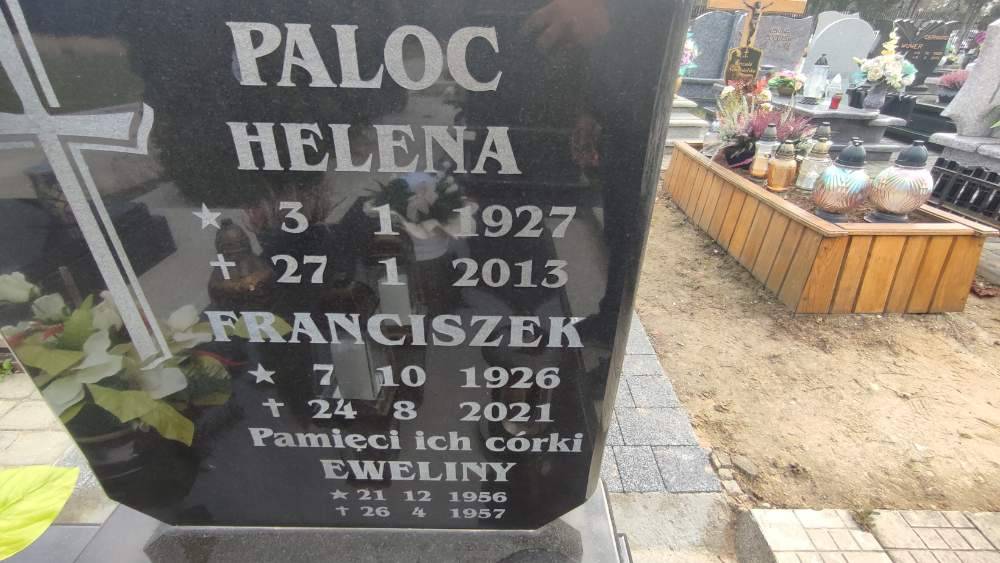 PALOC
HELENA
★ 3 1 1927
✝ 27 1 2013
FRANCISZEK
★ 7 10 1926
✝ 24 8 2021
Pamięci ich córki
EWELINY
★ 21 12 1956
✝ 26 4 1957